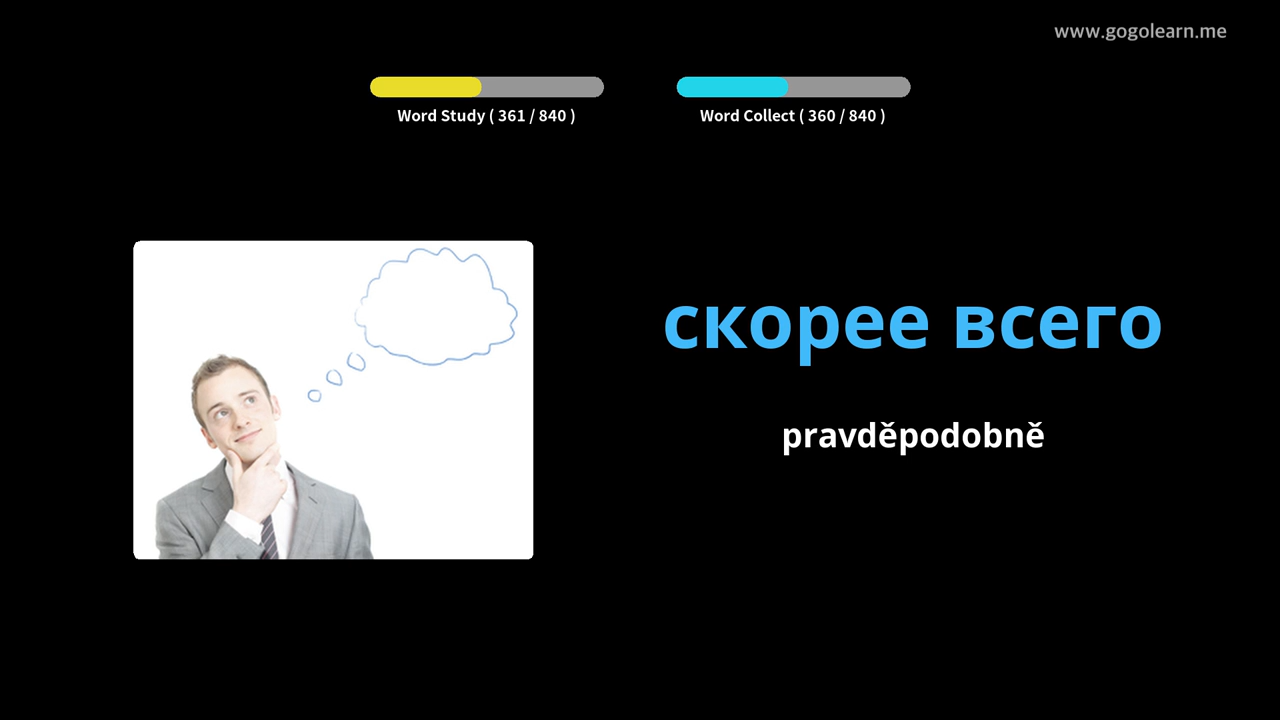 www.gogolearn.me
Word Study ( 361 / 840 )
Word Collect ( 360 / 840 )
скорее всего
pravděpodobně